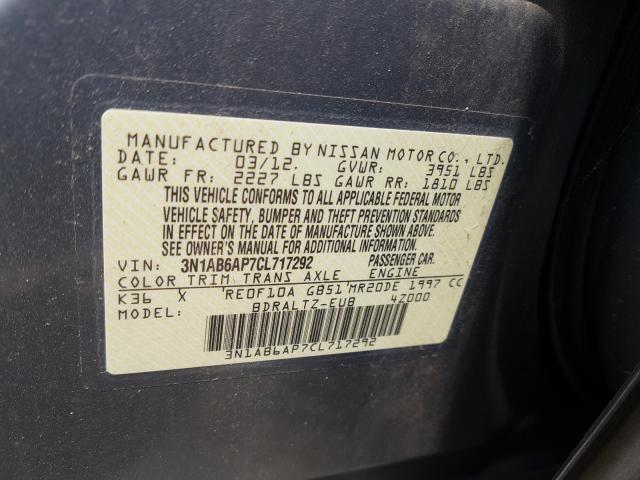 MANUFACTURED BY NISSAN MOTOR CO., LTD.
DATE: 03/12. GVWR: 3951 LBS
GAWR FR: 2227 LBS GAWR RR: 1810 LBS
THIS VEHICLE CONFORMS TO ALL APPLICABLE FEDERAL MOTOR
VEHICLE SAFETY, BUMPER AND THEFT PREVENTION STANDARDS
IN EFFECT ON THE DATE OF MANUFACTURE SHOWN ABOVE.
SEE OWNER'S MANUAL FOR ADDITIONAL INFORMATION.
VIN: 3N1AB6AP7CL717292 PASSENGER CAR.
COLOR TRIM TRANS AXLE ENGINE
K36 X 'RE0F10A GB51'MR20DE 1997 CC
MODEL: BDRALTZ-EUB 4Z000
3N1AB6AP7CL717292